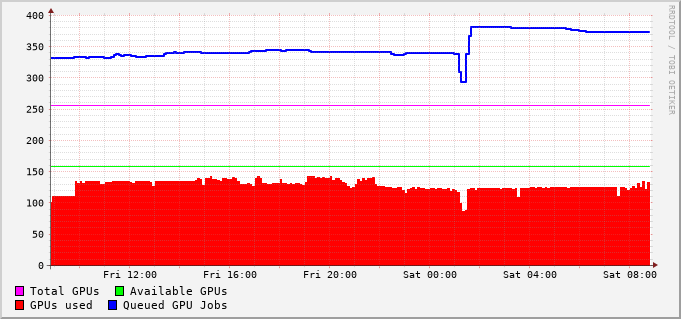 400
350
300
250
200
150
100
50
0
Fri 12:00 Fri 16:00 Fri 20:00 Sat 00:00 Sat 04:00 Sat 08:00
Total GPUs Available GPUs
GPUs used Queued GPU Jobs
RRDTOOL / TOBI OETIKER